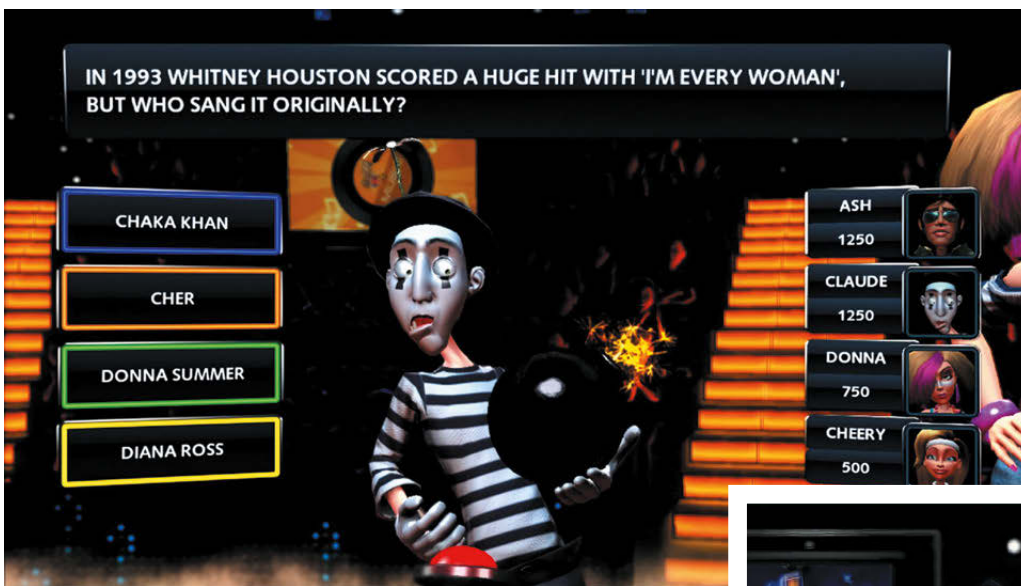 IN 1993 WHITNEY HOUSTON SCORED A HUGE HIT WITH 'I'M EVERY WOMAN',
BUT WHO SANG IT ORIGINALLY?
CHAKA KHAN
CHER
DONNA SUMMER
DIANA ROSS
ASH
1250
CLAUDE
1250
DONNA
750
CHEERY
500